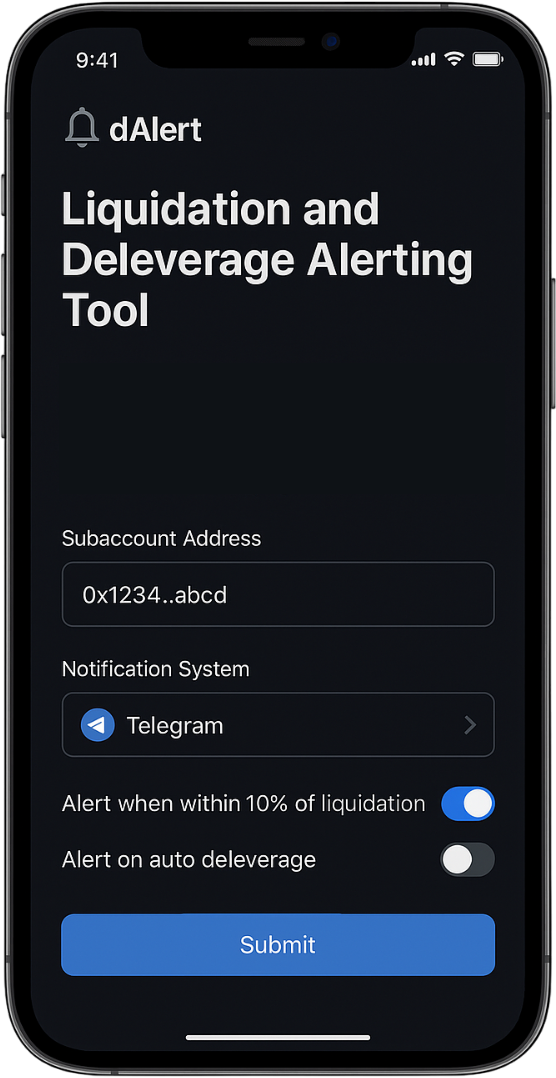 9:41
dAlert
Liquidation and
Deleverage Alerting
Tool
Subaccount Address
0x1234..abcd
Notification System
Telegram
Alert when within 10% of liquidation
Alert on auto deleverage
Submit